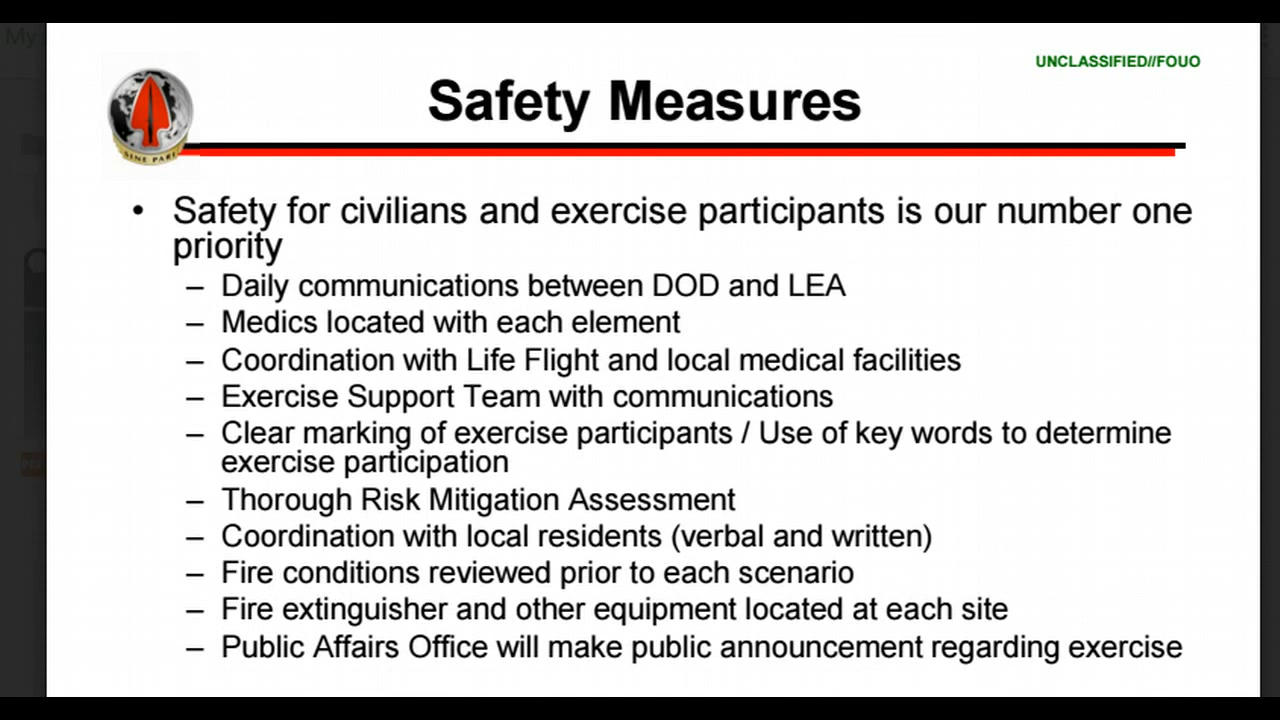 My
UNCLASSIFIED//FOUO
Safety Measures
SINE PARI
• Safety for civilians and exercise participants is our number one
priority
– Daily communications between DOD and LEA
– Medics located with each element
– Coordination with Life Flight and local medical facilities
– Exercise Support Team with communications
– Clear marking of exercise participants / Use of key words to determine
exercise participation
– Thorough Risk Mitigation Assessment
– Coordination with local residents (verbal and written)
– Fire conditions reviewed prior to each scenario
– Fire extinguisher and other equipment located at each site
– Public Affairs Office will make public announcement regarding exercise